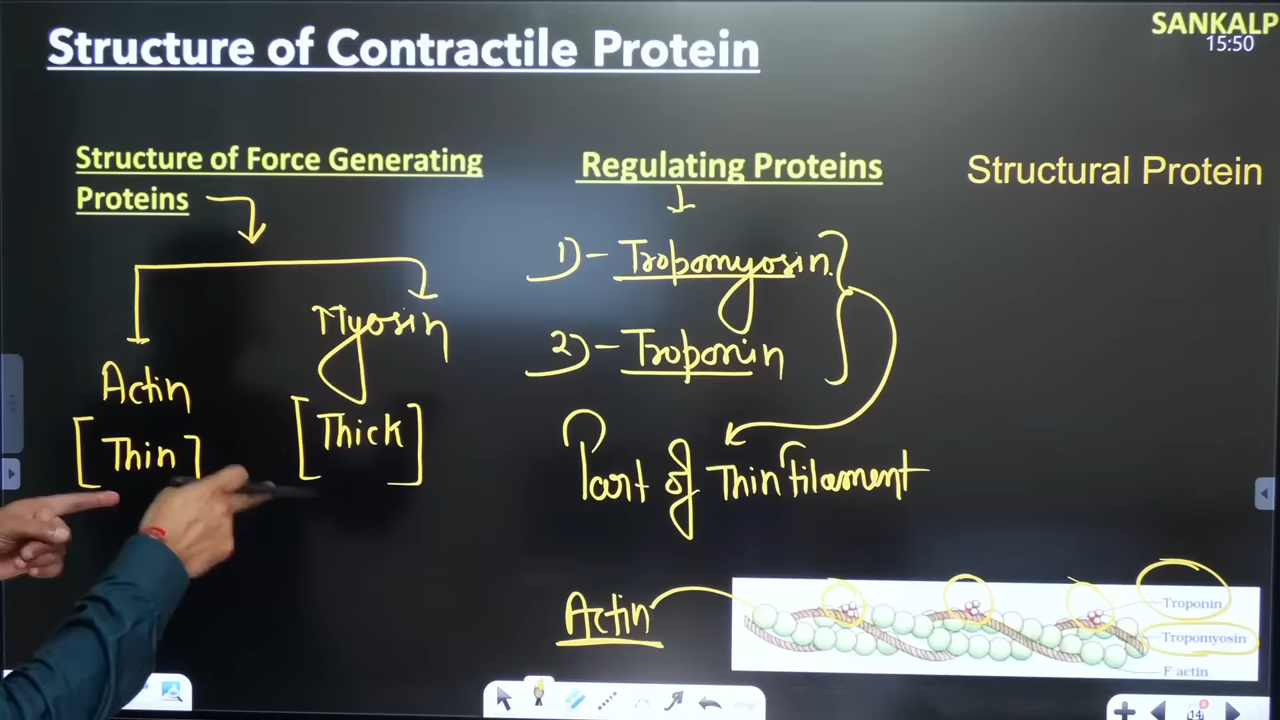 Structure of Contractile Protein
SANKALP
15:50
Structure of Force Generating
Proteins
Actin
[Thin]
Myosin
[Thick]
Regulating Proteins
1)- Tropomyosin
2)- Troponin
Part of Thin filament
Structural Protein
Actin
Troponin
Tropomyosin
F actin
14